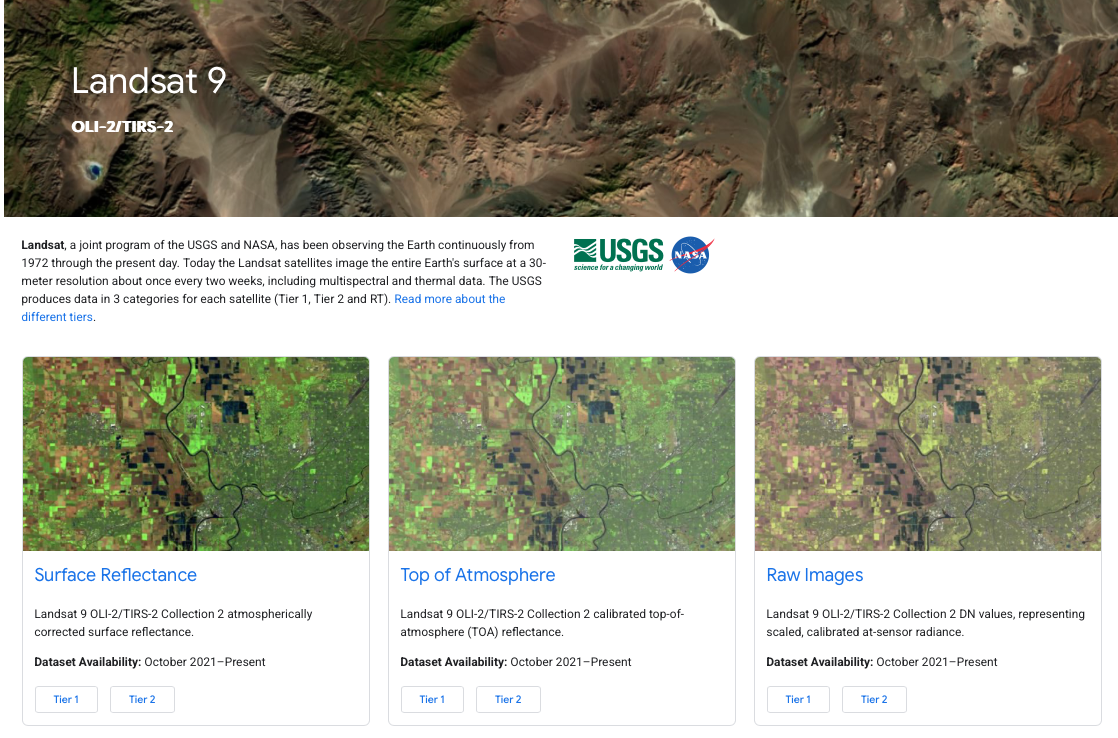 Landsat 9
OLI-2/TIRS-2
Landsat, a joint program of the USGS and NASA, has been observing the Earth continuously from
1972 through the present day. Today the Landsat satellites image the entire Earth's surface at a 30-
meter resolution about once every two weeks, including multispectral and thermal data. The USGS
produces data in 3 categories for each satellite (Tier 1, Tier 2 and RT). Read more about the
different tiers.
USGS
science for a changing world
NASA
Surface Reflectance
Landsat 9 OLI-2/TIRS-2 Collection 2 atmospherically
corrected surface reflectance.
Dataset Availability: October 2021–Present
Tier 1
Tier 2
Top of Atmosphere
Landsat 9 OLI-2/TIRS-2 Collection 2 calibrated top-of-
atmosphere (TOA) reflectance.
Dataset Availability: October 2021–Present
Tier 1
Tier 2
Raw Images
Landsat 9 OLI-2/TIRS-2 Collection 2 DN values, representing
scaled, calibrated at-sensor radiance.
Dataset Availability: October 2021–Present
Tier 1
Tier 2